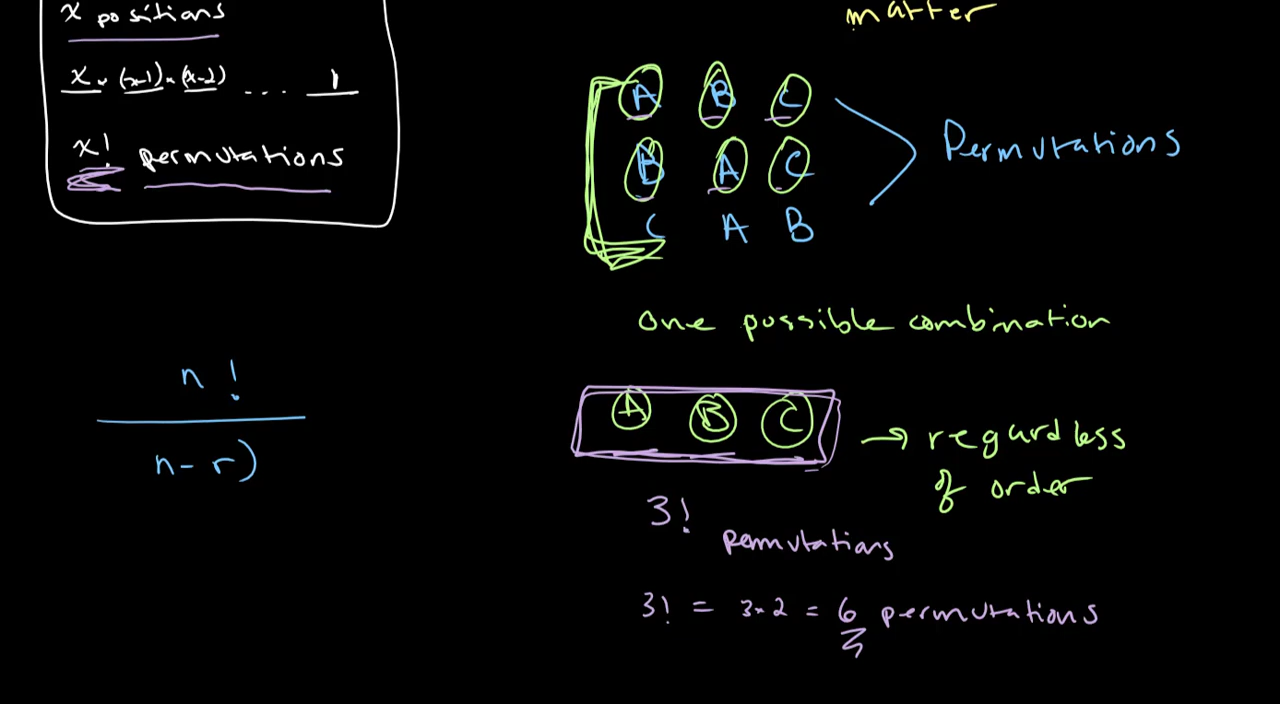 x positions
x × (x-1) × (x-2) ... 1
x! permutations
n!
n - r)
matter
A B C
B A C
C A B
Permutations
one possible combination
A B C
→ regardless
of order
3!
permutations
3! = 3×2 = 6 permutations